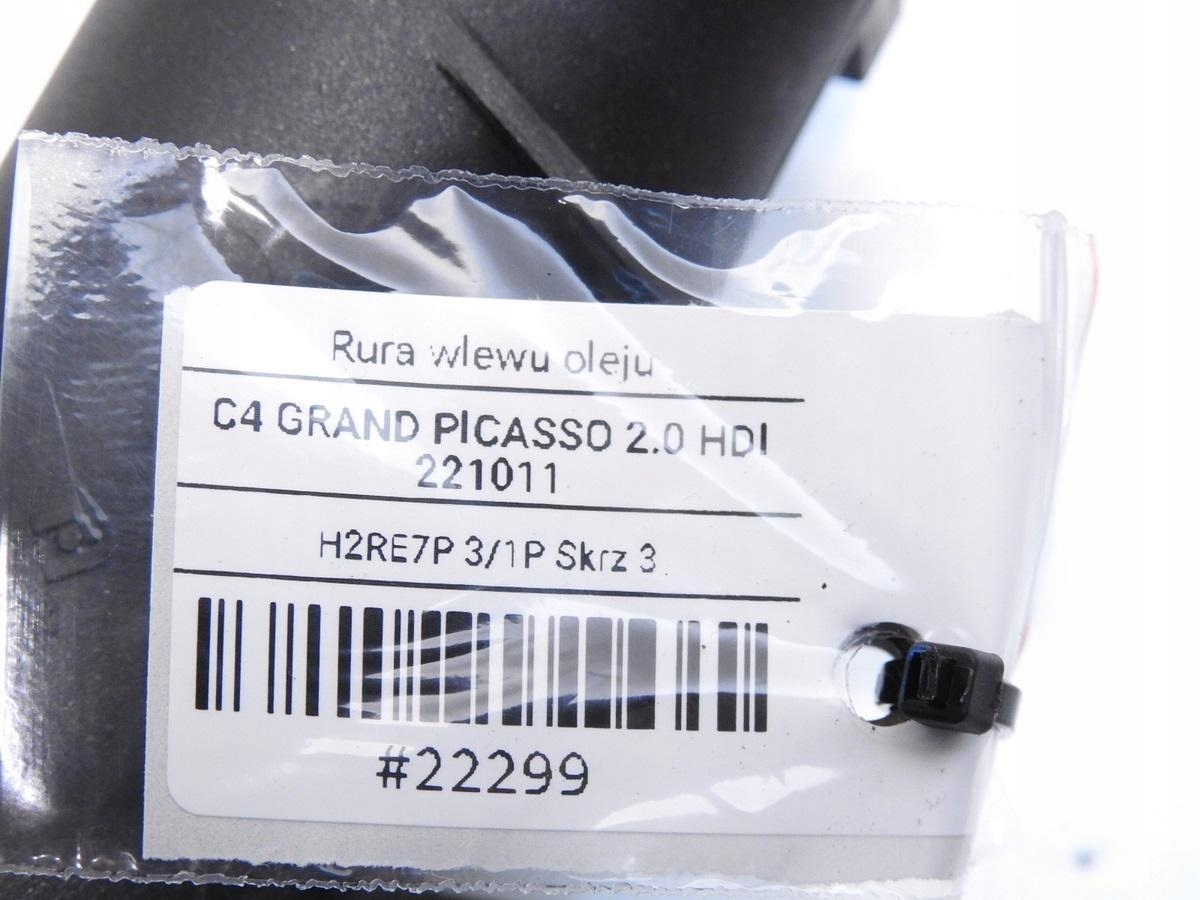 Rura wlewu oleju
C4 GRAND PICASSO 2.0 HDI
221011
H2RE7P 3/1P Skrz 3
#22299